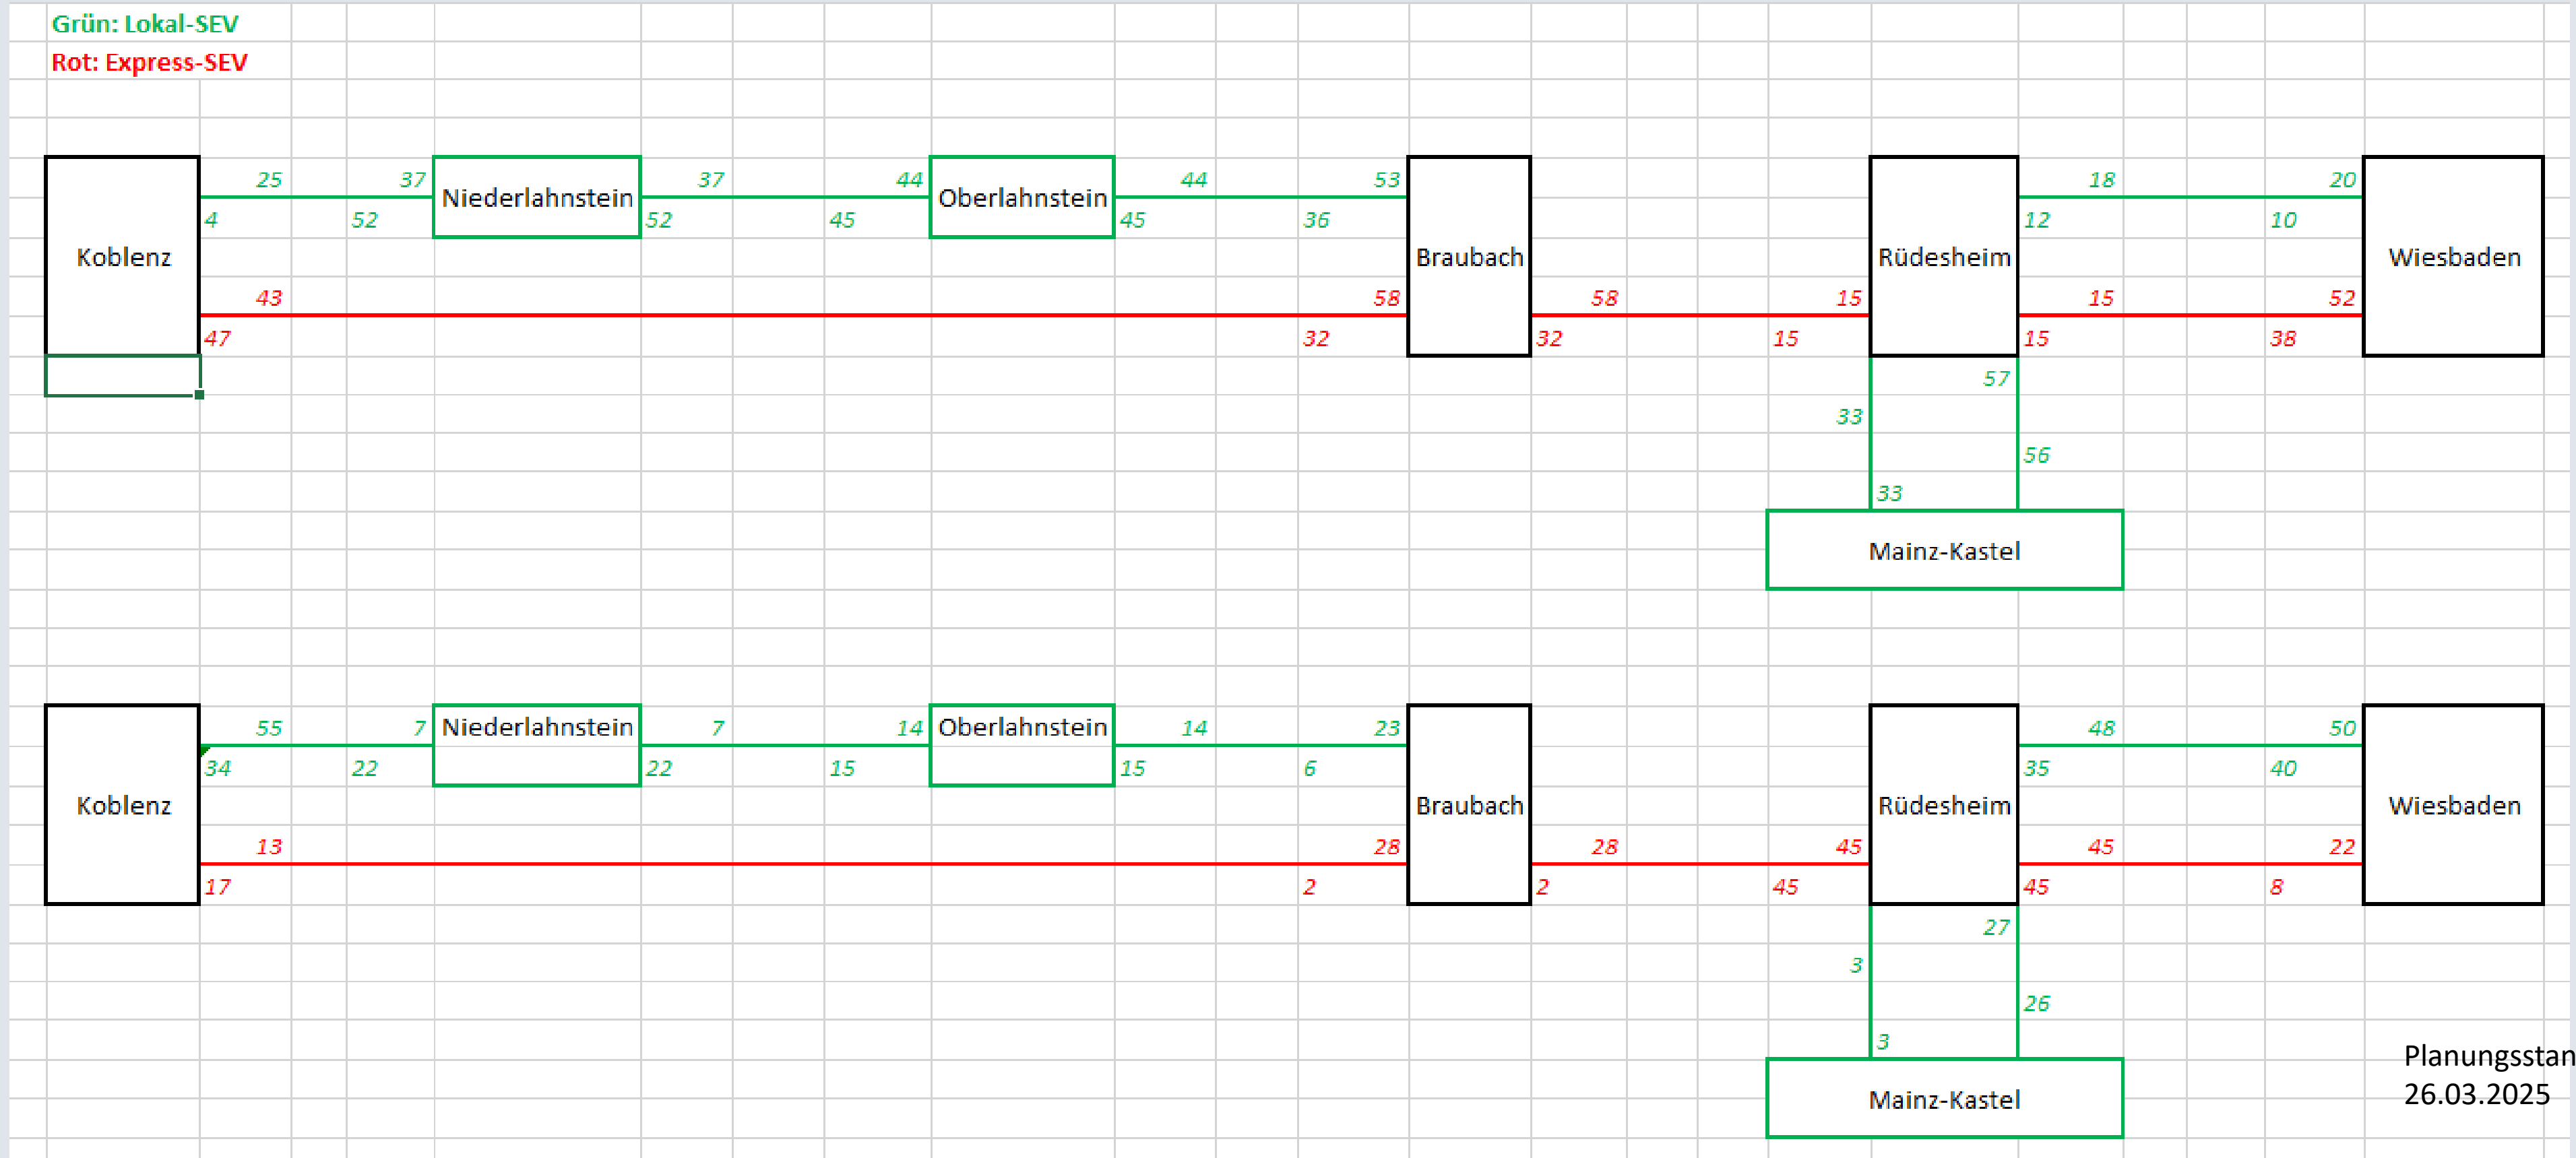 Grün: Lokal-SEV
Rot: Express-SEV
25 37 37 44 44 53 18 20
Niederlahnstein Oberlahnstein
4 52 52 45 45 36 12 10
Koblenz Braubach Rüdesheim Wiesbaden
43 58 58 15 15 52
47 32 32 15 15 38
57
33
56
33
Mainz-Kastel
55 7 Niederlahnstein 7 14 Oberlahnstein 14 23 48 50
34 22 22 15 15 6 35 40
Koblenz Braubach Rüdesheim Wiesbaden
13 28 28 45 45 22
17 2 2 45 45 8
27
3
26
3
Mainz-Kastel
Planungsstan
26.03.2025